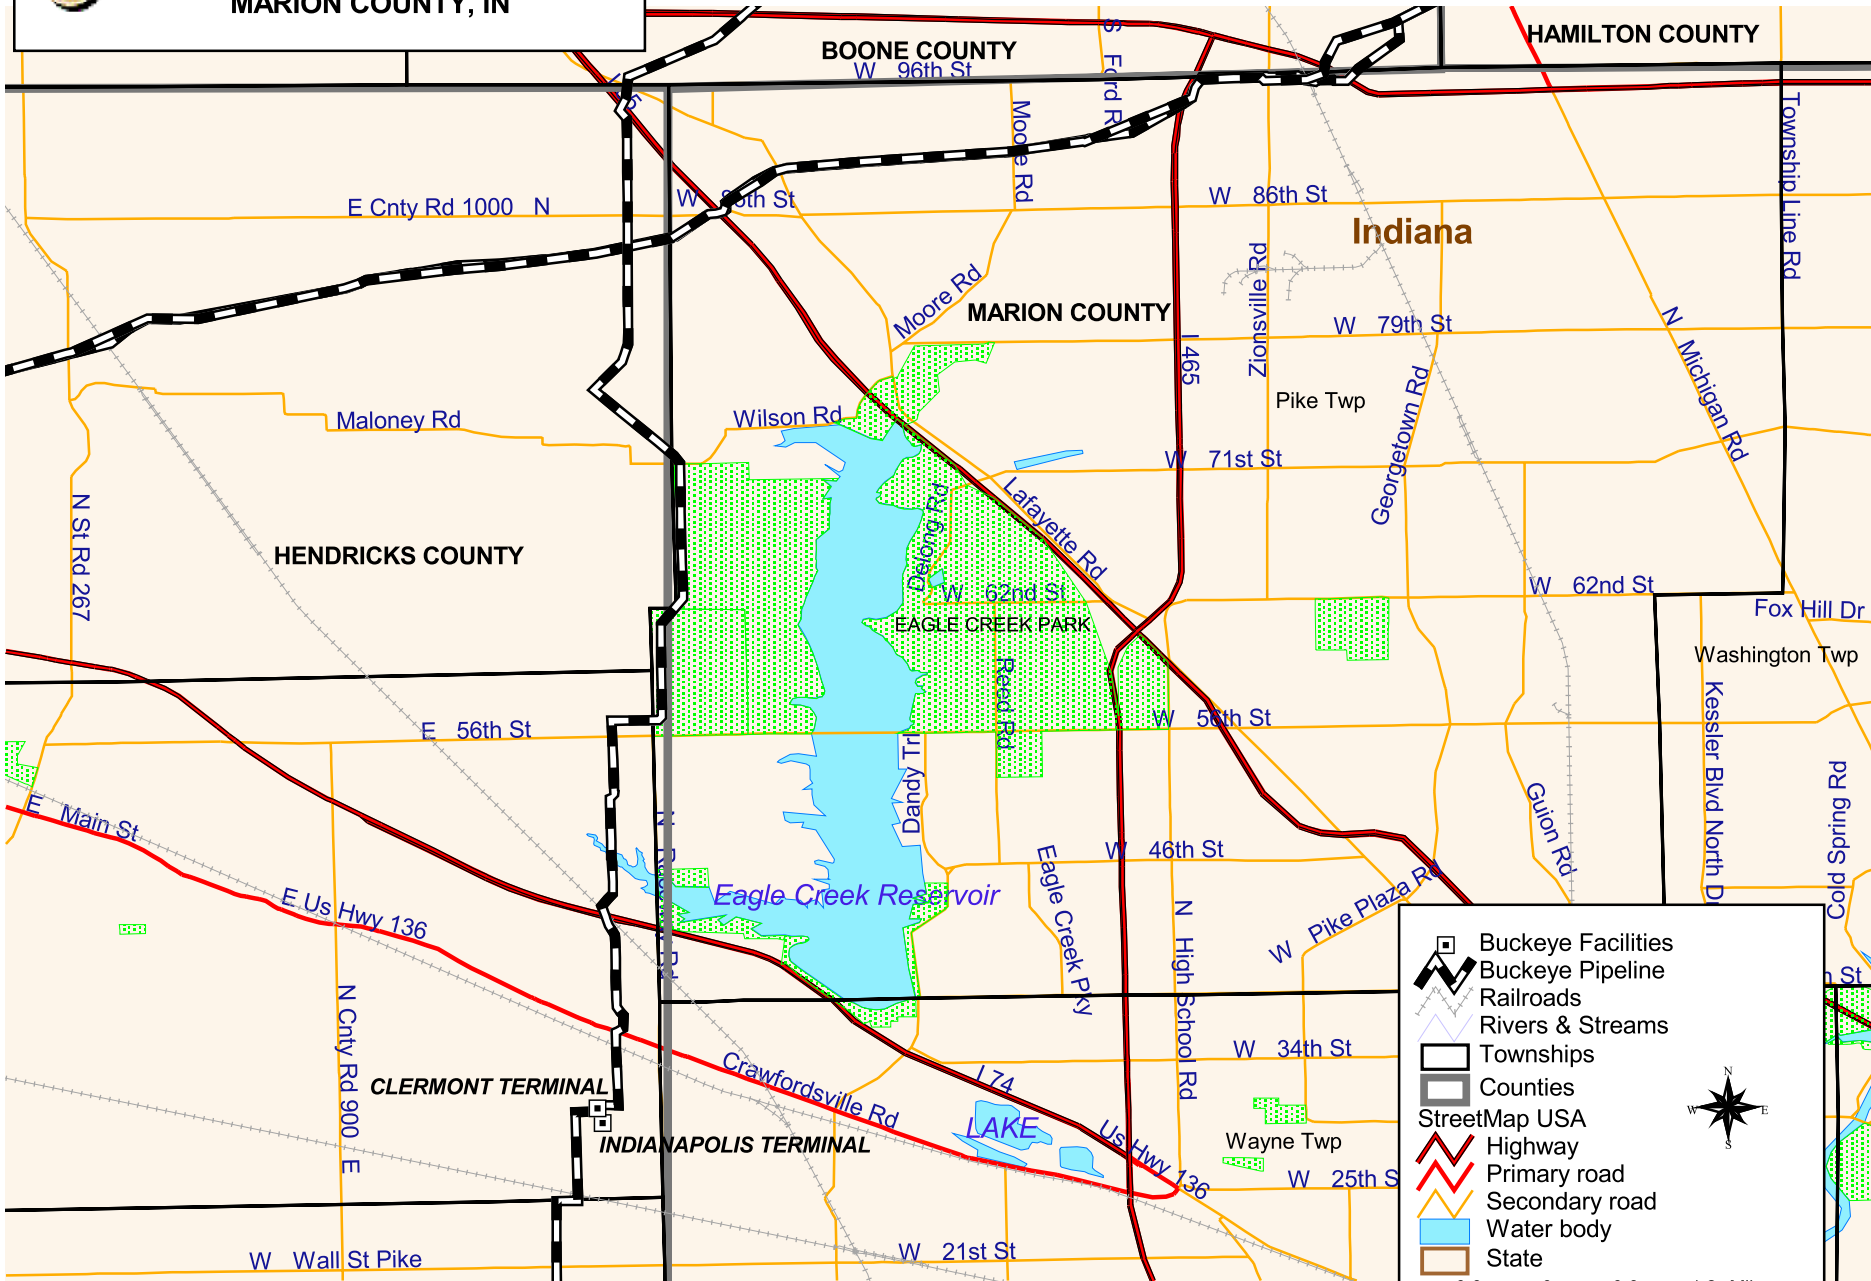 MARION COUNTY, IN
BOONE COUNTY
HAMILTON COUNTY
W 96th St
S Ford R
Moore Rd
Township Line Rd
E Cnty Rd 1000 N
W 86th St
W 86th St
Indiana
Zionsville Rd
Moore Rd
MARION COUNTY
W 79th St
N Michigan Rd
I 465
Pike Twp
Georgetown Rd
Maloney Rd
Wilson Rd
W 71st St
Lafayette Rd
Delong Rd
N St Rd 267
HENDRICKS COUNTY
W 62nd St
W 62nd St
Fox Hill Dr
EAGLE CREEK PARK
Washington Twp
Reed Rd
Kessler Blvd North Dr
E 56th St
W 56th St
Dandy Trl
Guion Rd
Cold Spring Rd
E Main St
W 46th St
Eagle Creek Pky
W Pike Plaza Rd
Eagle Creek Reservoir
E Us Hwy 136
N High School Rd
N Cnty Rd 900 E
W 34th St
CLERMONT TERMINAL
Crawfordsville Rd
I 74
INDIANAPOLIS TERMINAL
LAKE
Us Hwy 136
Wayne Twp
W 25th S
W Wall St Pike
W 21st St
Buckeye Facilities
Buckeye Pipeline
Railroads
Rivers & Streams
Townships
Counties
StreetMap USA
Highway
Primary road
Secondary road
Water body
State
N
W E
S